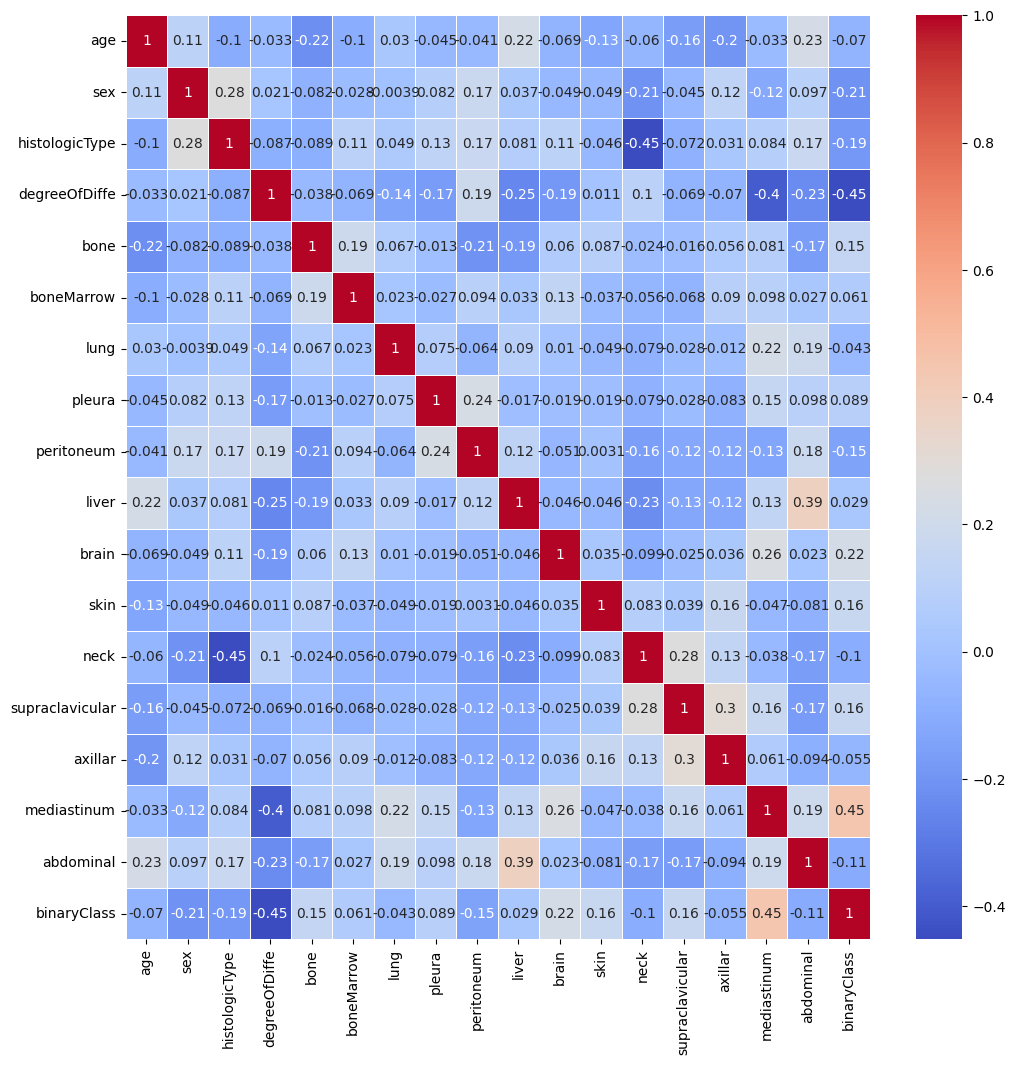 age 1 0.11 -0.1 -0.033 -0.22 -0.1 0.03 -0.045 -0.041 0.22 -0.069 -0.13 -0.06 -0.16 -0.2 -0.033 0.23 -0.07
sex 0.11 1 0.28 0.021 -0.082 -0.028 -0.0039 0.082 0.17 0.037 -0.049 -0.049 -0.21 -0.045 0.12 -0.12 0.097 -0.21
histologicType -0.1 0.28 1 -0.087 -0.089 0.11 0.049 0.13 0.17 0.081 0.11 -0.046 -0.45 -0.072 0.031 0.084 0.17 -0.19
degreeOfDiffe -0.033 0.021 -0.087 1 -0.038 -0.069 -0.14 -0.17 0.19 -0.25 -0.19 0.011 0.1 -0.069 -0.07 -0.4 -0.23 -0.45
bone -0.22 -0.082 -0.089 -0.038 1 0.19 0.067 -0.013 -0.21 -0.19 0.06 0.087 -0.024 -0.016 0.056 0.081 -0.17 0.15
boneMarrow -0.1 -0.028 0.11 -0.069 0.19 1 0.023 -0.027 0.094 0.033 0.13 -0.037 -0.056 -0.068 0.09 0.098 0.027 0.061
lung 0.03 -0.0039 0.049 -0.14 0.067 0.023 1 0.075 -0.064 0.09 0.01 -0.049 -0.079 -0.028 -0.012 0.22 0.19 -0.043
pleura -0.045 0.082 0.13 -0.17 -0.013 -0.027 0.075 1 0.24 -0.017 -0.019 -0.019 -0.079 -0.028 -0.083 0.15 0.098 0.089
peritoneum -0.041 0.17 0.17 0.19 -0.21 0.094 -0.064 0.24 1 0.12 -0.051 0.0031 -0.16 -0.12 -0.12 -0.13 0.18 -0.15
liver 0.22 0.037 0.081 -0.25 -0.19 0.033 0.09 -0.017 0.12 1 -0.046 -0.046 -0.23 -0.13 -0.12 0.13 0.39 0.029
brain -0.069 -0.049 0.11 -0.19 0.06 0.13 0.01 -0.019 -0.051 -0.046 1 0.035 -0.099 -0.025 0.036 0.26 0.023 0.22
skin -0.13 -0.049 -0.046 0.011 0.087 -0.037 -0.049 -0.019 0.0031 -0.046 0.035 1 0.083 0.039 0.16 -0.047 -0.081 0.16
neck -0.06 -0.21 -0.45 0.1 -0.024 -0.056 -0.079 -0.079 -0.16 -0.23 -0.099 0.083 1 0.28 0.13 -0.038 -0.17 -0.1
supraclavicular -0.16 -0.045 -0.072 -0.069 -0.016 -0.068 -0.028 -0.028 -0.12 -0.13 -0.025 0.039 0.28 1 0.3 0.16 -0.17 0.16
axillar -0.2 0.12 0.031 -0.07 0.056 0.09 -0.012 -0.083 -0.12 -0.12 0.036 0.16 0.13 0.3 1 0.061 -0.094 -0.055
mediastinum -0.033 -0.12 0.084 -0.4 0.081 0.098 0.22 0.15 -0.13 0.13 0.26 -0.047 -0.038 0.16 0.061 1 0.19 0.45
abdominal 0.23 0.097 0.17 -0.23 -0.17 0.027 0.19 0.098 0.18 0.39 0.023 -0.081 -0.17 -0.17 -0.094 0.19 1 -0.11
binaryClass -0.07 -0.21 -0.19 -0.45 0.15 0.061 -0.043 0.089 -0.15 0.029 0.22 0.16 -0.1 0.16 -0.055 0.45 -0.11 1
age sex histologicType degreeOfDiffe bone boneMarrow lung pleura peritoneum liver brain skin neck supraclavicular axillar mediastinum abdominal binaryClass
1.0
0.8
0.6
0.4
0.2
0.0
−0.2
−0.4